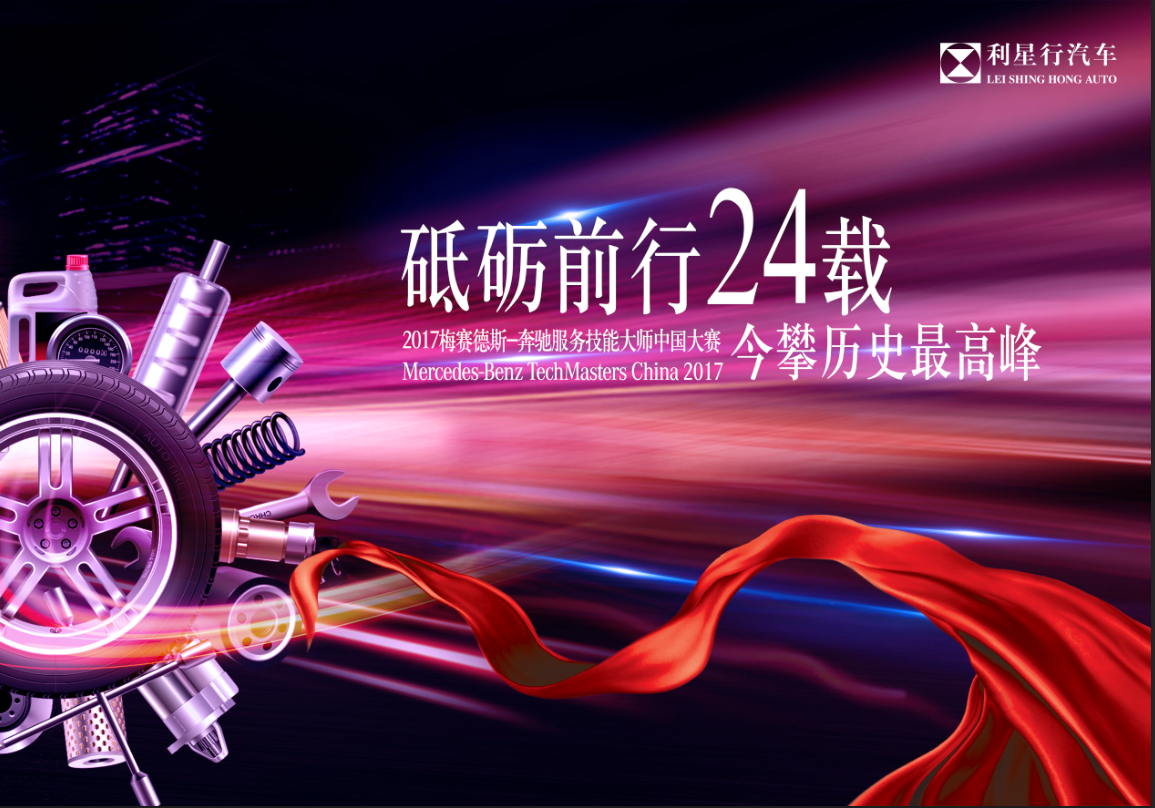 利星行汽车
LEI SHING HONG AUTO
砥砺前行24载
2017梅赛德斯—奔驰服务技能大师中国大赛
Mercedes-Benz TechMasters China 2017
今攀历史最高峰